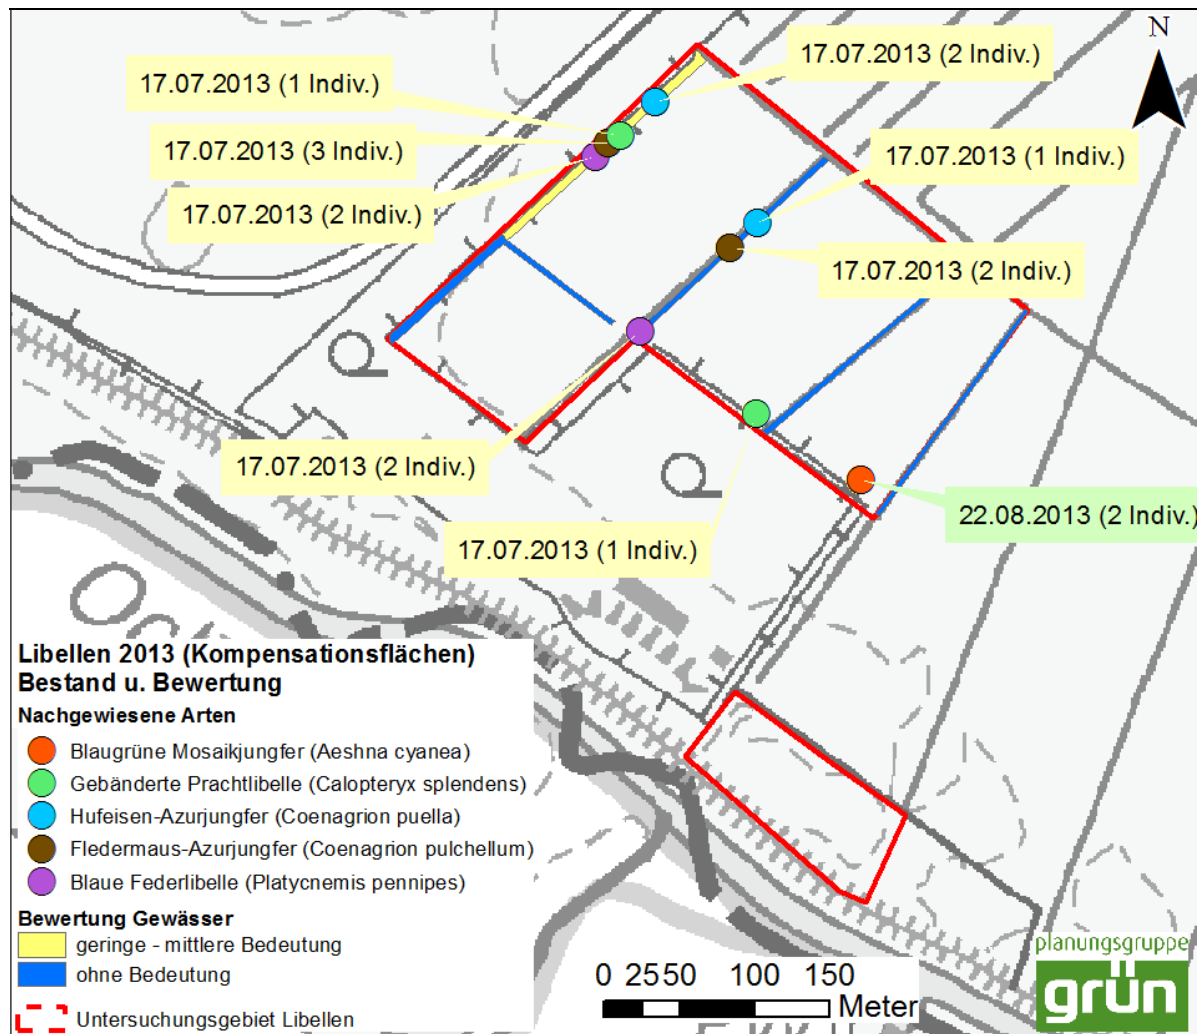 N
17.07.2013 (2 Indiv.)
17.07.2013 (1 Indiv.)
17.07.2013 (3 Indiv.)
17.07.2013 (1 Indiv.)
17.07.2013 (2 Indiv.)
17.07.2013 (2 Indiv.)
17.07.2013 (2 Indiv.)
22.08.2013 (2 Indiv.)
17.07.2013 (1 Indiv.)
Libellen 2013 (Kompensationsflächen)
Bestand u. Bewertung
Nachgewiesene Arten
Blaugrüne Mosaikjungfer (Aeshna cyanea)
Gebänderte Prachtlibelle (Calopteryx splendens)
Hufeisen-Azurjungfer (Coenagrion puella)
Fledermaus-Azurjungfer (Coenagrion pulchellum)
Blaue Federlibelle (Platycnemis pennipes)
Bewertung Gewässer
geringe - mittlere Bedeutung
ohne Bedeutung
Untersuchungsgebiet Libellen
0 25 50 100 150
Meter
planungsgruppe
grün